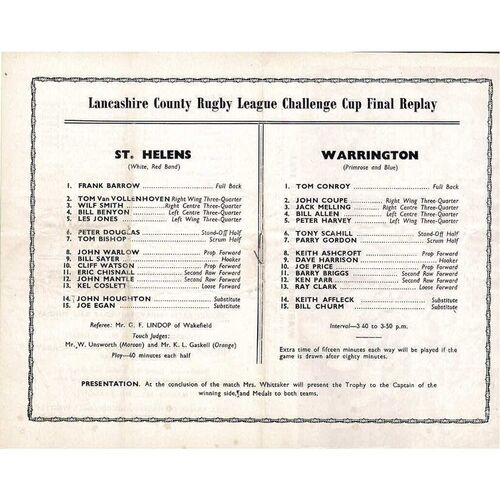 Lancashire County Rugby League Challenge Cup Final Replay
ST. HELENS
(White, Red Band)
1. FRANK BARROW ........ Full Back
2. TOM Van VOLLENHOVEN Right Wing Three-Quarter
3. WILF SMITH ........ Right Centre Three-Quarter
4. BILL BENYON ........ Left Centre Three-Quarter
5. LES JONES ........ Left Wing Three-Quarter
6. PETER DOUGLAS ........ Stand-Off Half
7. TOM BISHOP ........ Scrum Half
8. JOHN WARLOW ........ Prop Forward
9. BILL SAYER ........ Hooker
10. CLIFF WATSON ........ Prop Forward
11. ERIC CHISNALL ........ Second Row Forward
12. JOHN MANTLE ........ Second Row Forward
13. KEL COSLETT ........ Loose Forward
14. JOHN HOUGHTON ........ Substitute
15. JOE EGAN ........ Substitute
Referee: Mr. G. F. LINDOP of Wakefield
Touch Judges:
Mr. W. Unsworth (Maroon) and Mr. K. L. Gaskell (Orange)
Play—40 minutes each half
WARRINGTON
(Primrose and Blue)
1. TOM CONROY ........ Full Back
2. JOHN COUPE ........ Right Wing Three-Quarter
3. JACK MELLING ........ Right Centre Three-Quarter
4. BILL ALLEN ........ Left Centre Three-Quarter
5. PETER HARVEY ........ Left Wing Three-Quarter
6. TONY SCAHILL ........ Stand-Off Half
7. PARRY GORDON ........ Scrum Half
8. KEITH ASHCROFT ........ Prop Forward
9. DAVE HARRISON ........ Hooker
10. JOE PRICE ........ Prop Forward
11. BARRY BRIGGS ........ Second Row Forward
12. KEN PARR ........ Second Row Forward
13. RAY CLARK ........ Loose Forward
14. KEITH AFFLECK ........ Substitute
15. BILL CHURM ........ Substitute
Interval—3 40 to 3-50 p.m.
Extra time of fifteen minutes each way will be played if the
game is drawn after eighty minutes.
PRESENTATION. At the conclusion of the match Mrs. Whittaker will present the Trophy to the Captain of the
winning side, and Medals to both teams.